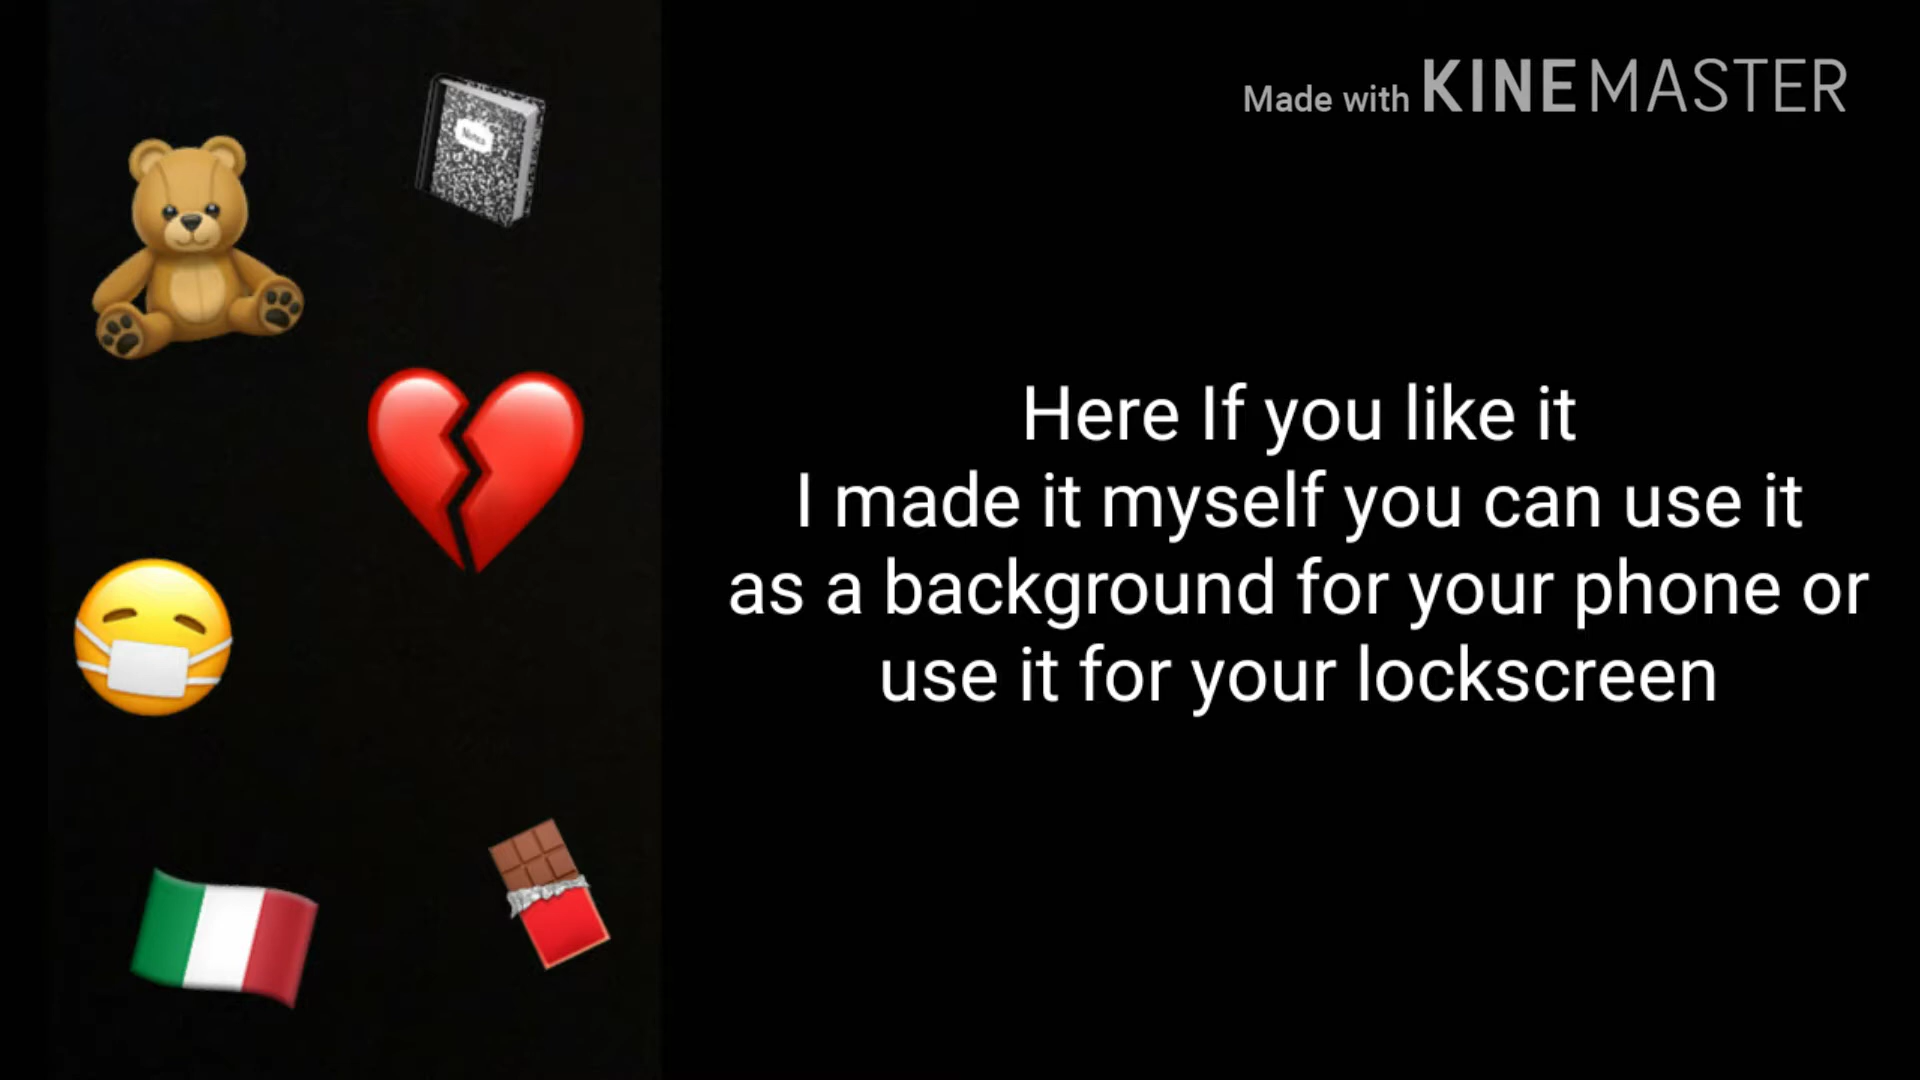 Notes
Made with KINEMASTER
Here If you like it
I made it myself you can use it
as a background for your phone or
use it for your lockscreen